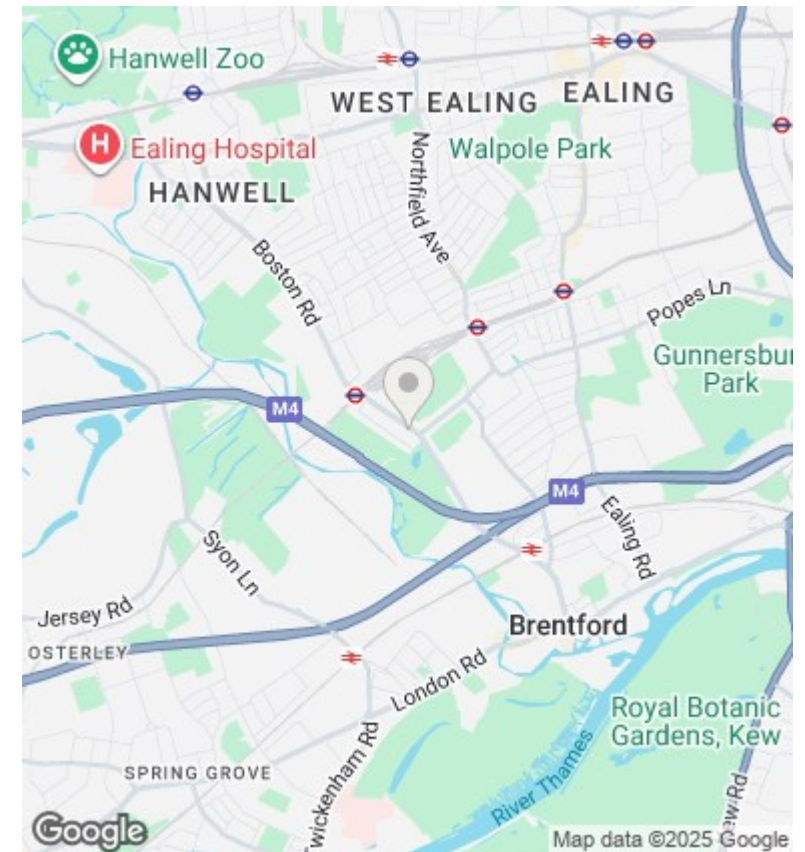 Hanwell Zoo
WEST EALING
EALING
Ealing Hospital
Walpole Park
HANWELL
Northfield Ave
Boston Rd
Popes Ln
Gunnersbur
Park
M4
M4
Ealing Rd
Syon Ln
Jersey Rd
Brentford
OSTERLEY
London Rd
Royal Botanic
Gardens, Kew
SPRING GROVE
Twickenham Rd
River Thames
ew Rd
Google
Map data ©2025 Google